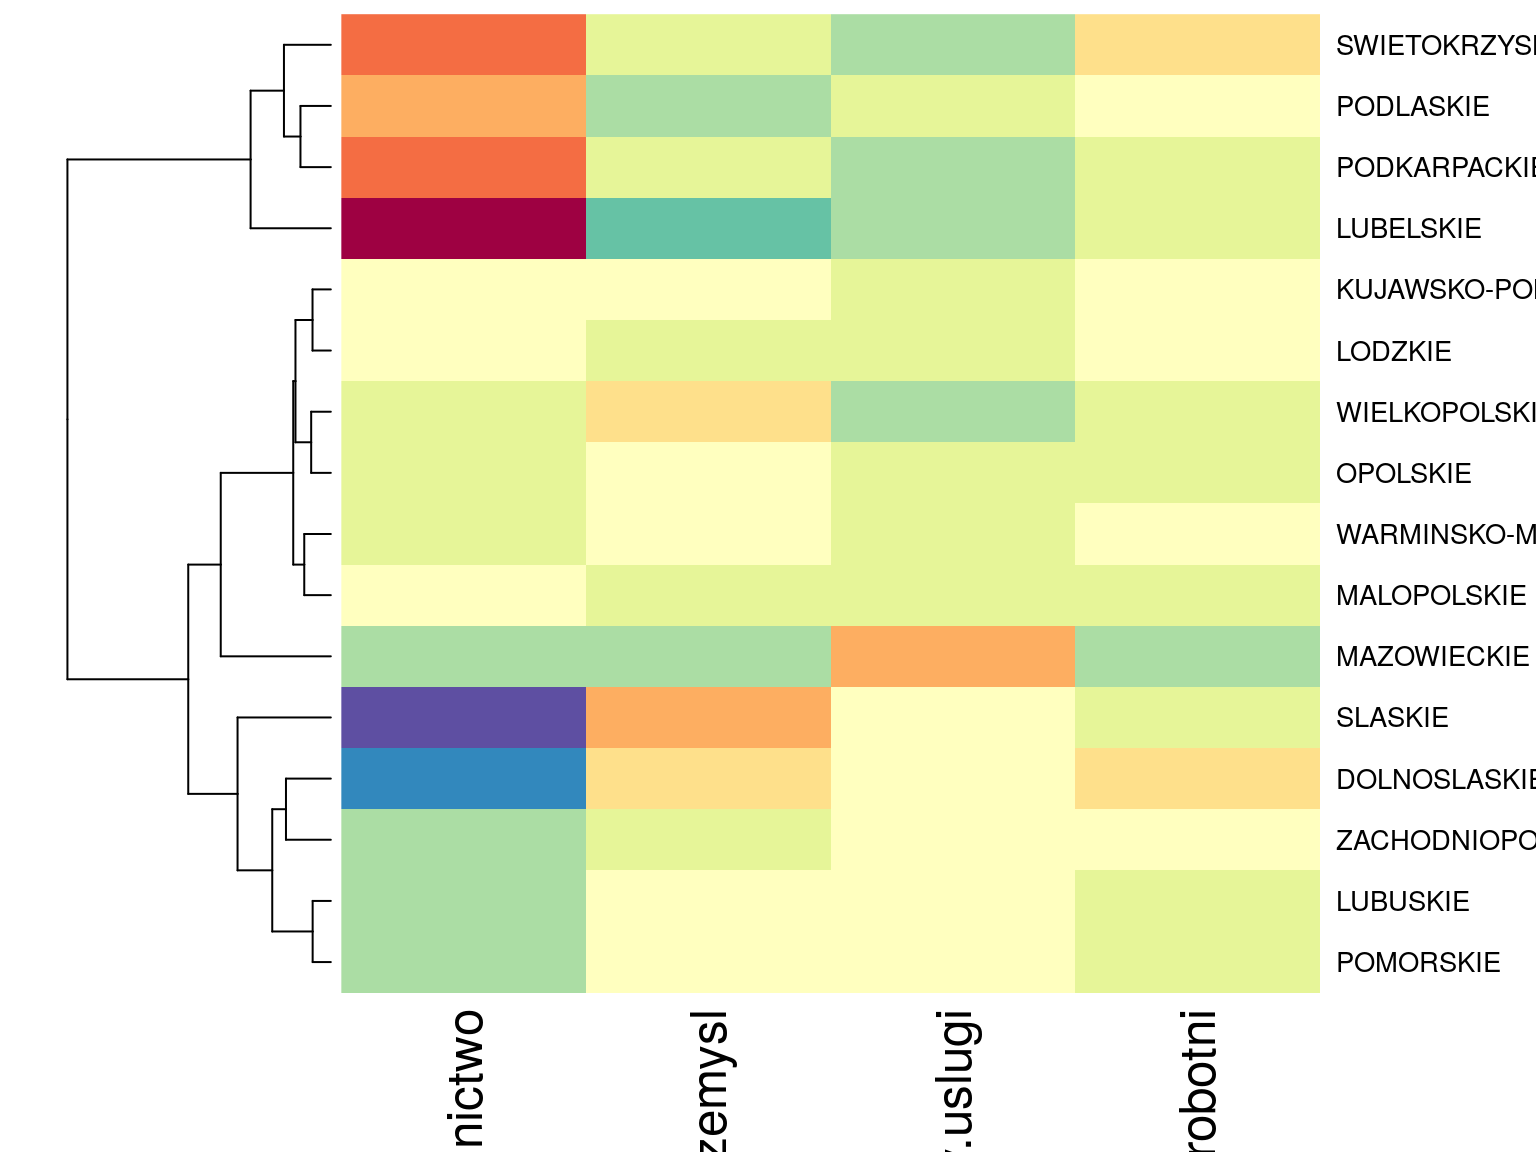 SWIETOKRZYS
PODLASKIE
PODKARPACKIE
LUBELSKIE
KUJAWSKO-PO
LODZKIE
WIELKOPOLSKI
OPOLSKIE
WARMINSKO-M
MALOPOLSKIE
MAZOWIECKIE
SLASKIE
DOLNOSLASKIE
ZACHODNIOPO
LUBUSKIE
POMORSKIE
nictwo
zemysl
.uslugi
robotni